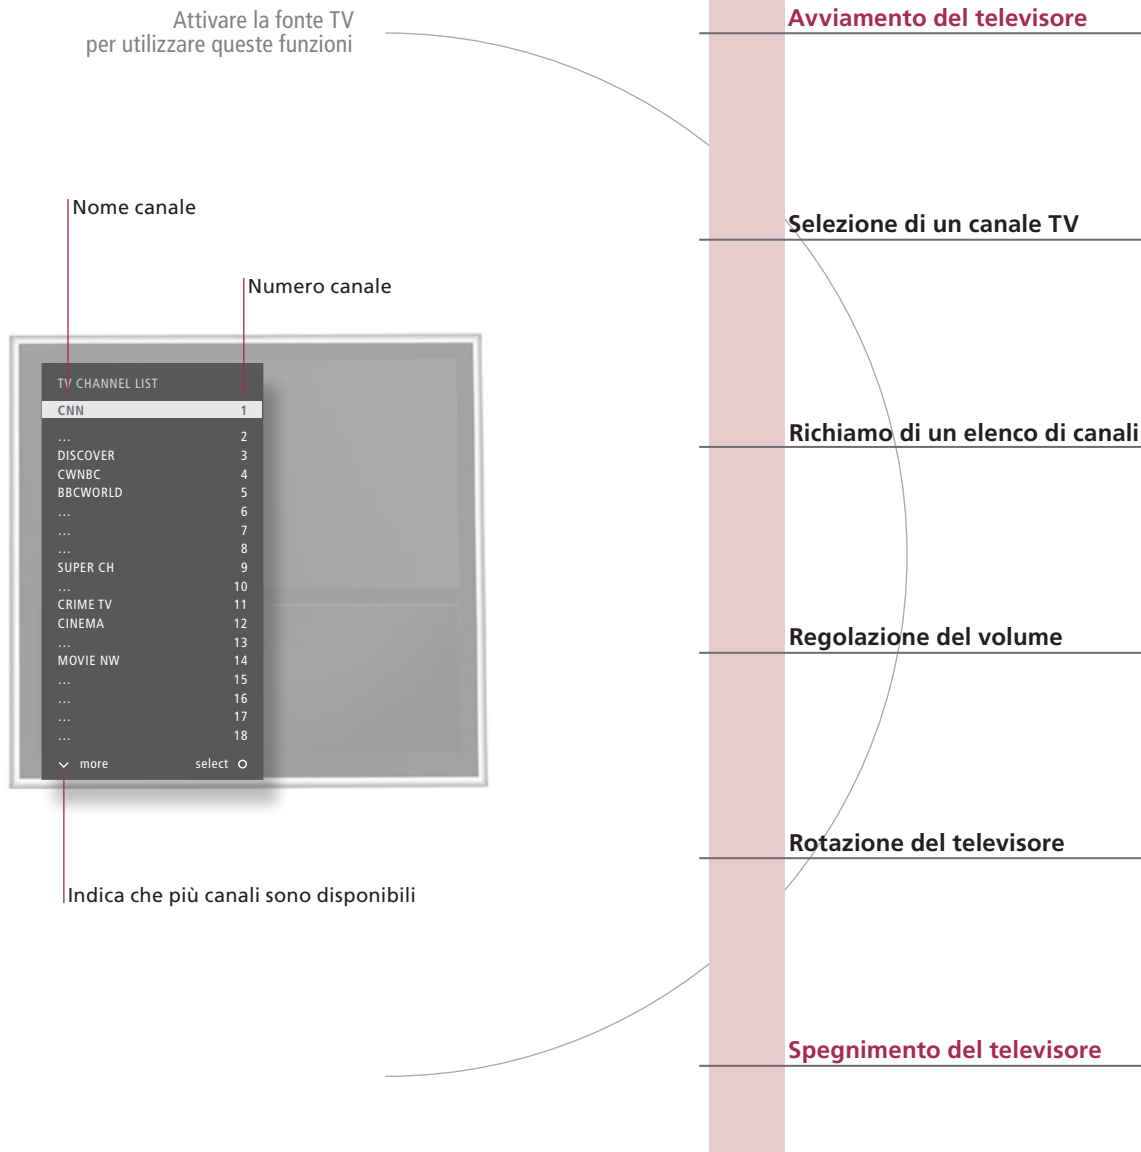 Attivare la fonte TV
per utilizzare queste funzioni
Nome canale
Numero canale
TV CHANNEL LIST
CNN 1
... 2
DISCOVER 3
CWNBC 4
BBCWORLD 5
... 6
... 7
... 8
SUPER CH 9
... 10
CRIME TV 11
CINEMA 12
... 13
MOVIE NW 14
... 15
... 16
... 17
... 18
more select
Indica che più canali sono disponibili
Avviamento del televisore
Selezione di un canale TV
Richiamo di un elenco di canali
Regolazione del volume
Rotazione del televisore
Spegnimento del televisore